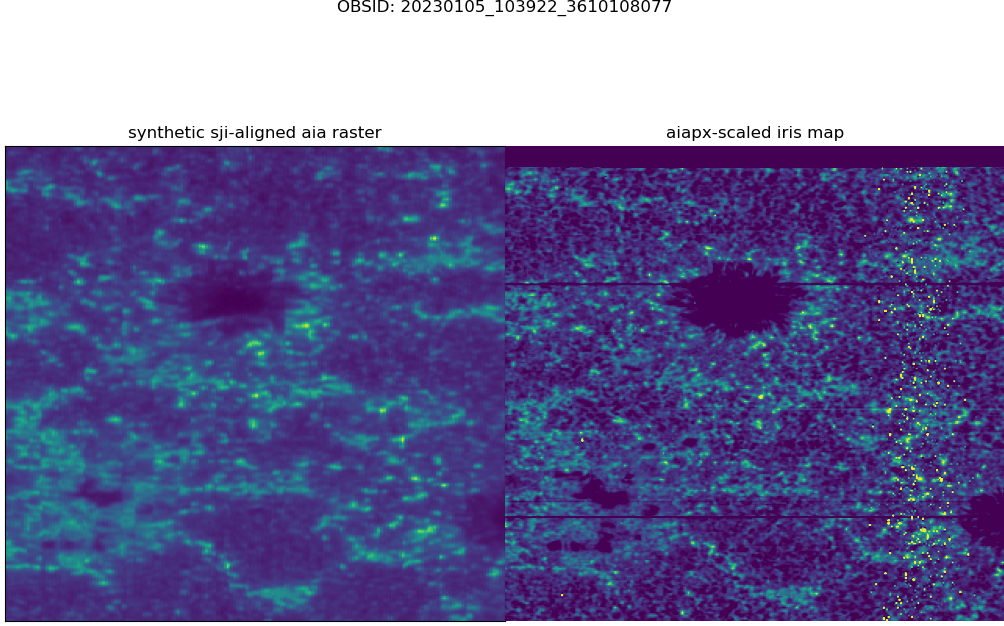 OBSID: 20230105_103922_3610108077
synthetic sji-aligned aia raster
aiapx-scaled iris map